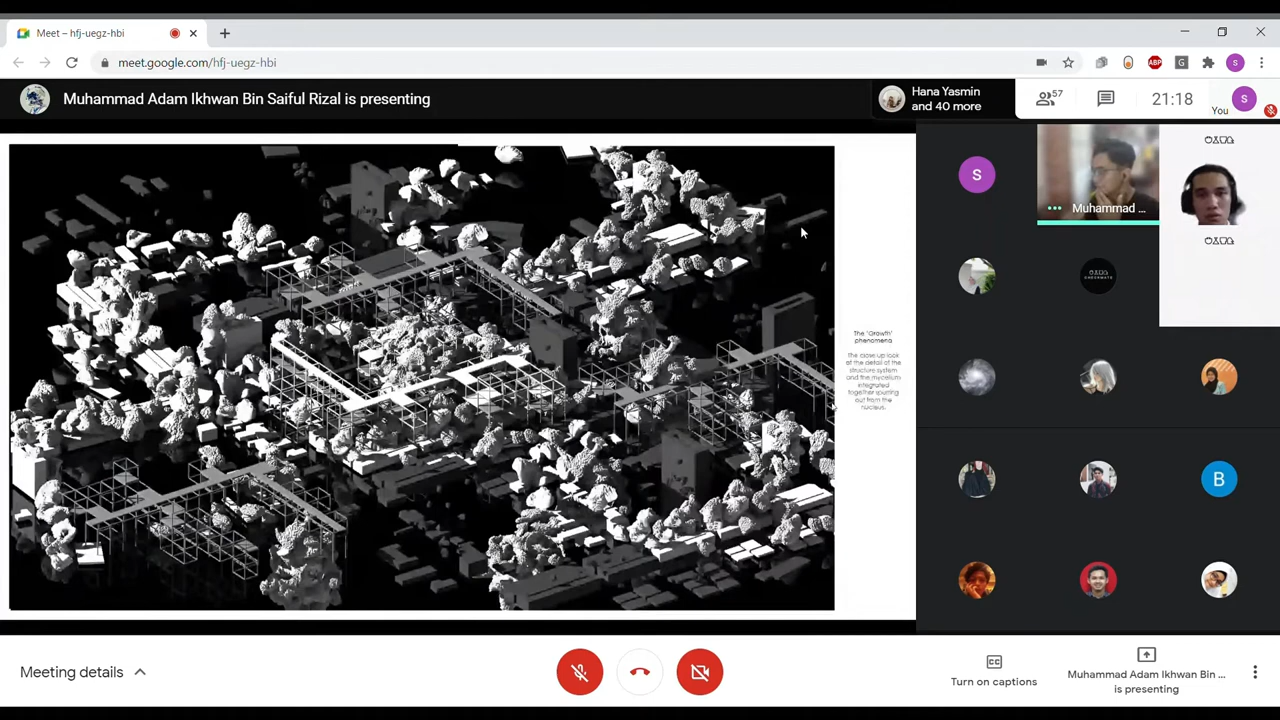 Meet – hfj-uegz-hbi
meet.google.com/hfj-uegz-hbi
ABP
G
S
Muhammad Adam Ikhwan Bin Saiful Rizal is presenting
Hana Yasmin
and 40 more
57
21:18
You
S
S
Muhammad ...
B
The 'Growth'
phenomena
The close up look
at the detail of the
structure system
and the mycelium
integrated
together spurring
out from the
nucleus.
Meeting details
CC
Turn on captions
Muhammad Adam Ikhwan Bin ...
is presenting